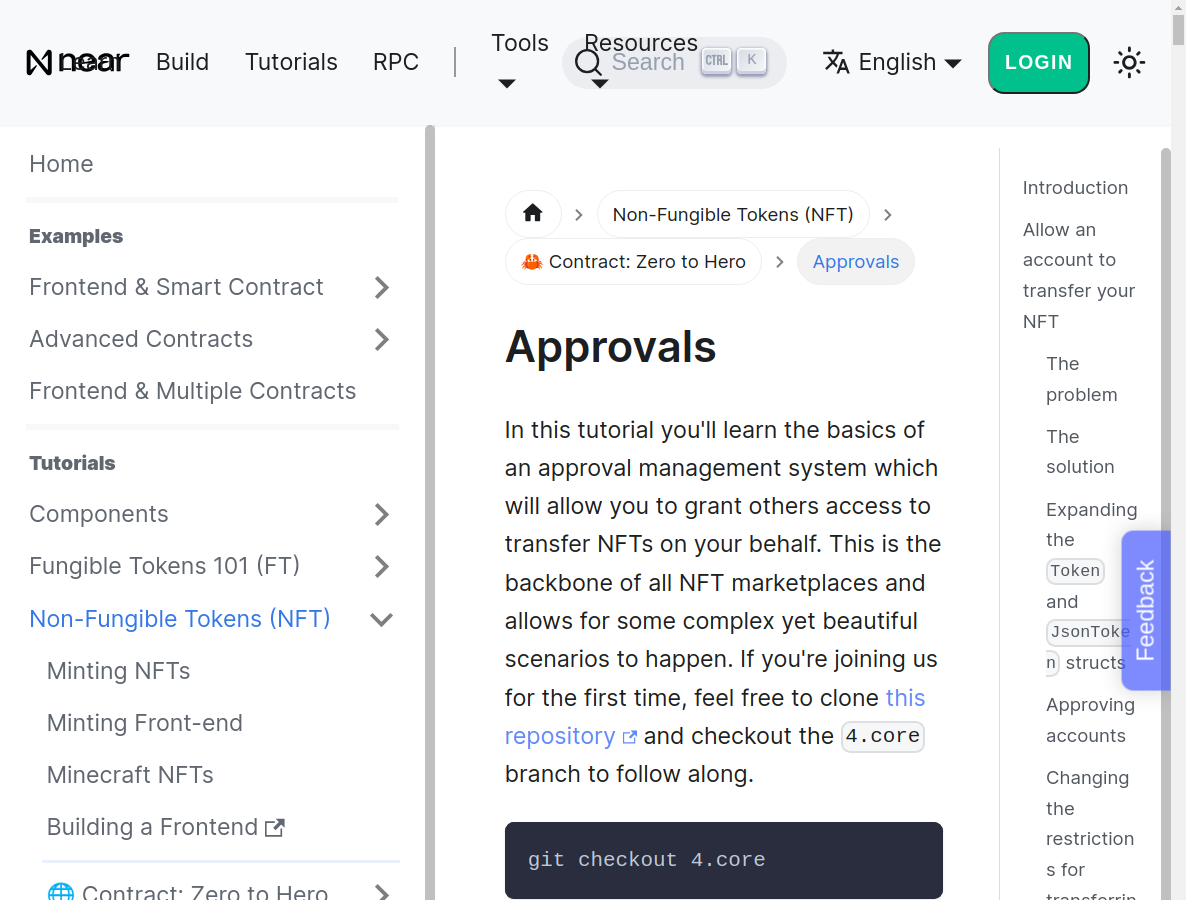 near
Learn
Build
Tutorials
RPC
Tools
Resources
Search
CTRL
K
English
LOGIN
Home
Examples
Frontend & Smart Contract
Advanced Contracts
Frontend & Multiple Contracts
Tutorials
Components
Fungible Tokens 101 (FT)
Non-Fungible Tokens (NFT)
Minting NFTs
Minting Front-end
Minecraft NFTs
Building a Frontend
🌐 Contract: Zero to Hero
Non-Fungible Tokens (NFT)
🦀 Contract: Zero to Hero
Approvals
Approvals
In this tutorial you'll learn the basics of
an approval management system which
will allow you to grant others access to
transfer NFTs on your behalf. This is the
backbone of all NFT marketplaces and
allows for some complex yet beautiful
scenarios to happen. If you're joining us
for the first time, feel free to clone this
repository and checkout the 4.core
branch to follow along.
git checkout 4.core
Introduction
Allow an
account to
transfer your
NFT
The
problem
The
solution
Expanding
the
Token
and
JsonToke
n structs
Approving
accounts
Changing
the
restriction
s for
transferrin
Feedback